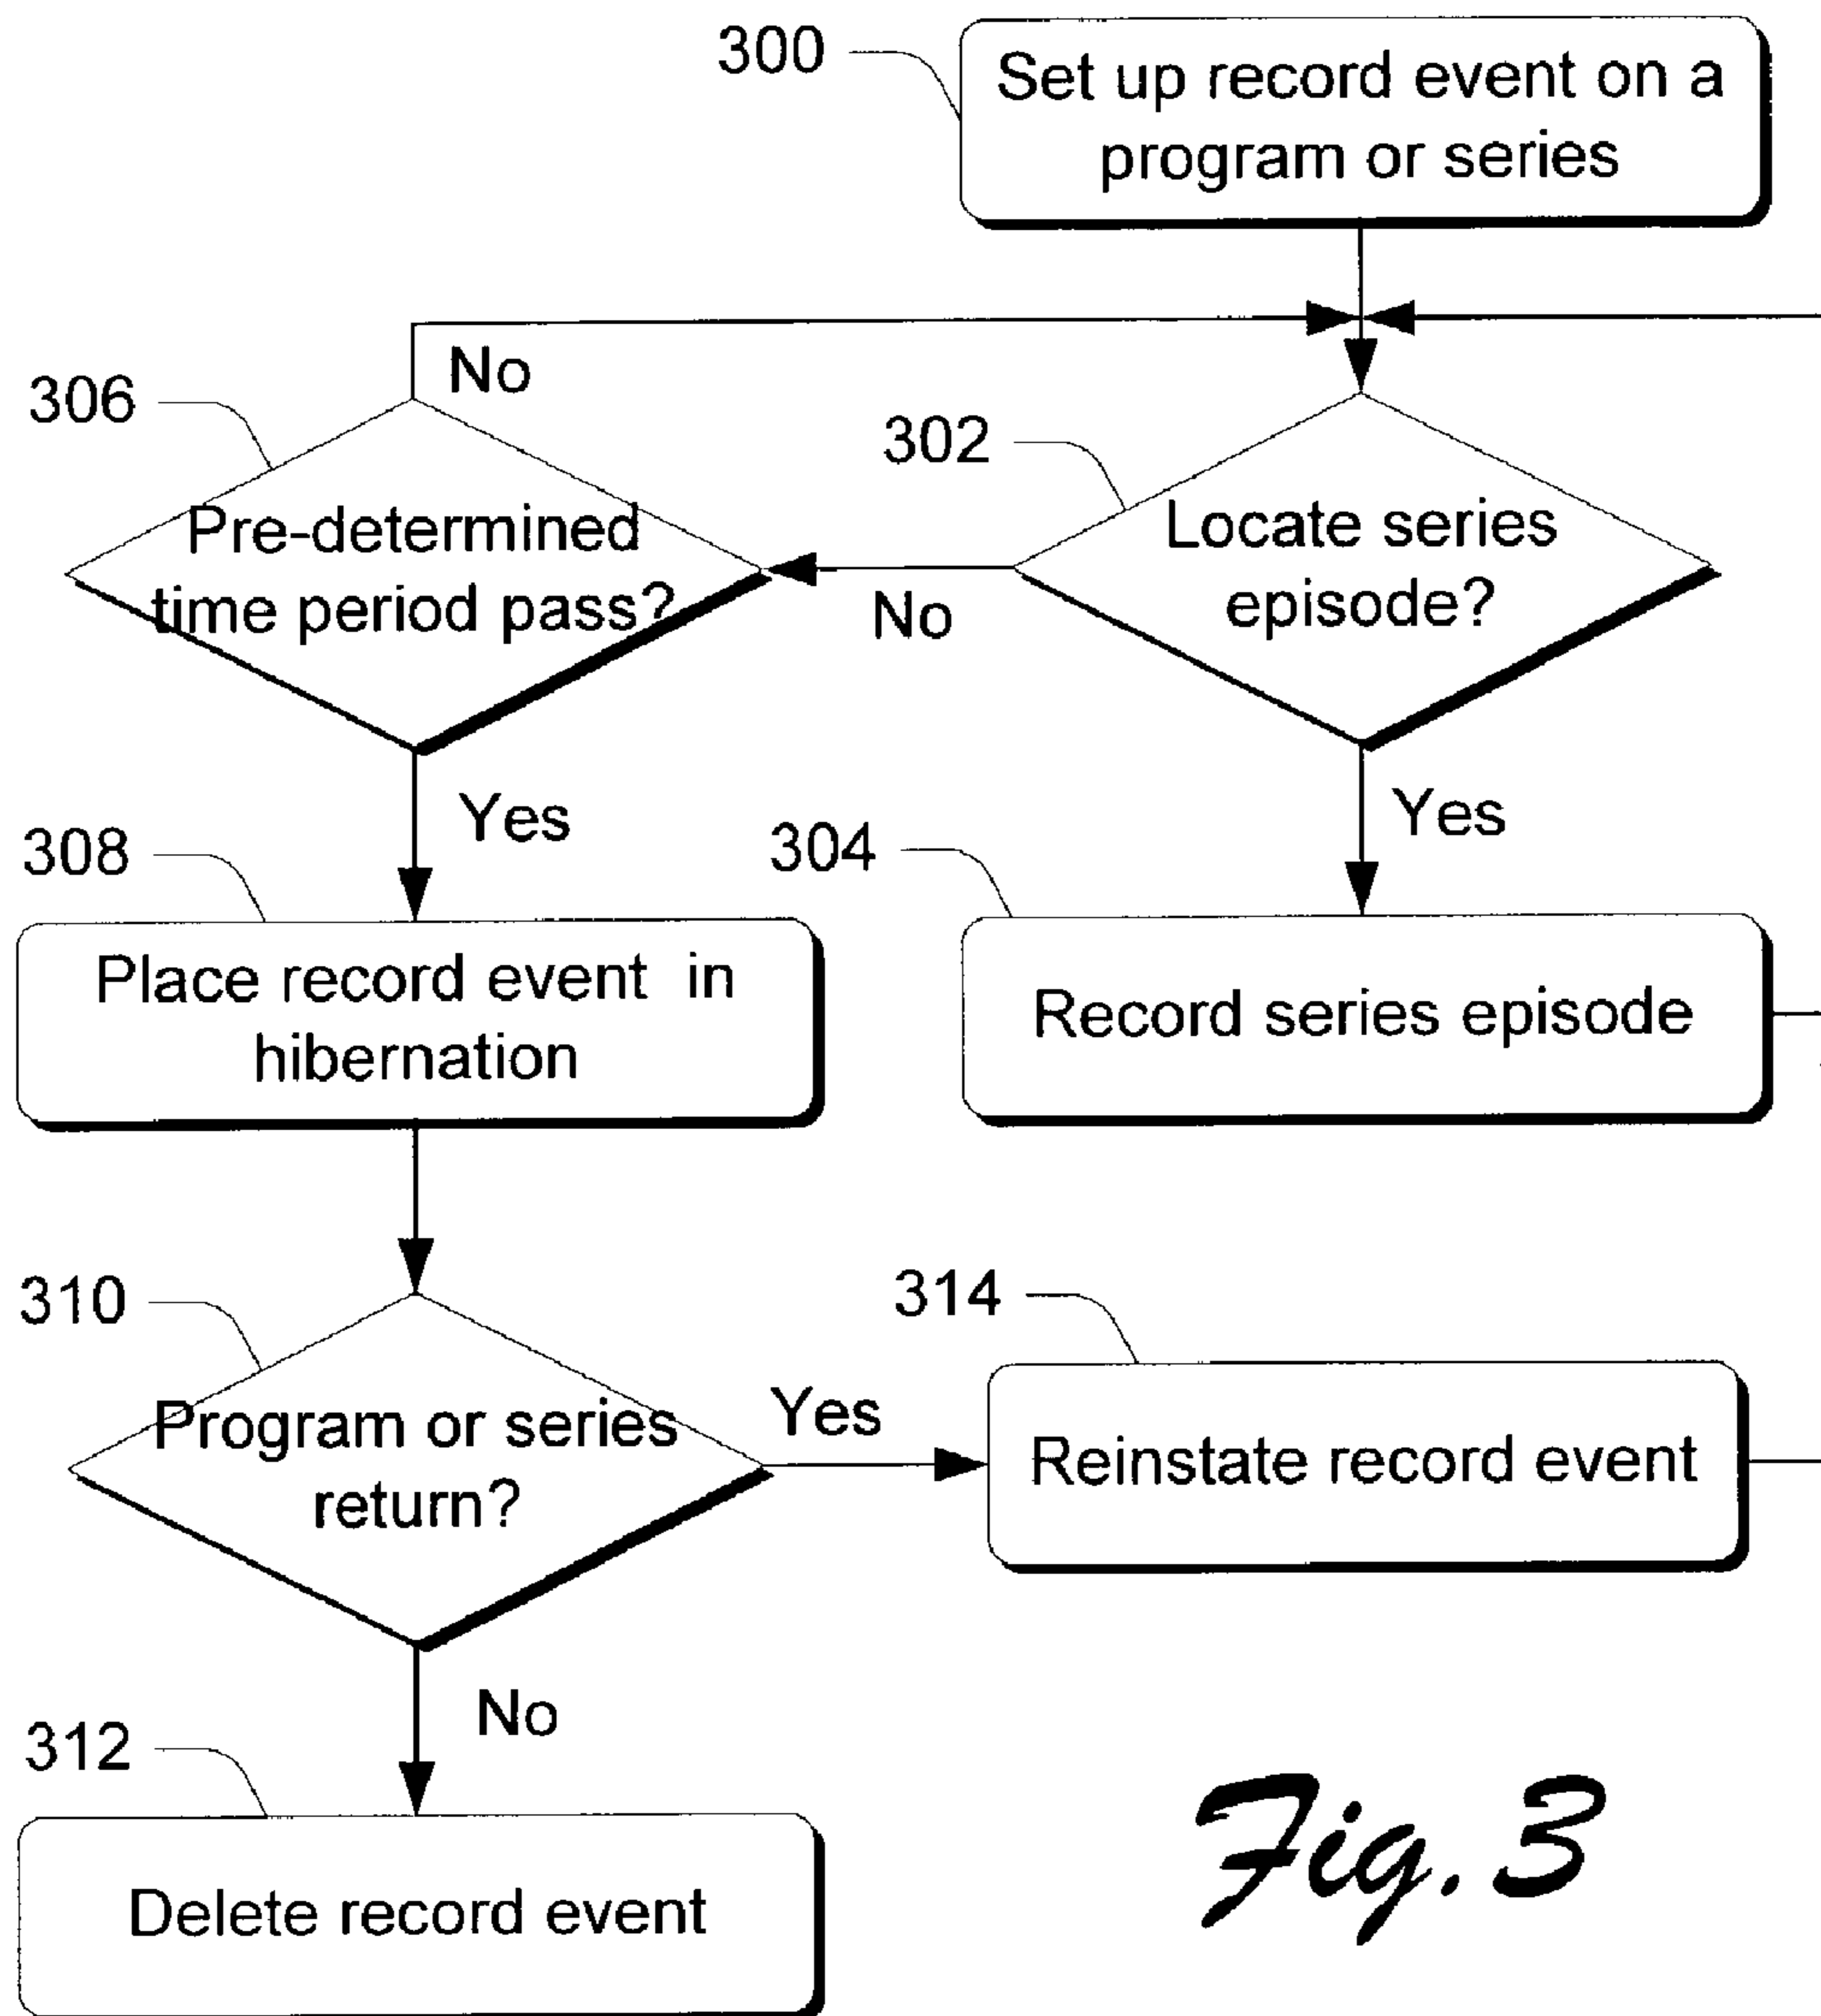 300
Set up record event on a
program or series
No
306
302
Pre-determined
time period pass?
Locate series
episode?
No
Yes
Yes
308
304
Place record event in
hibernation
Record series episode
310
314
Program or series
return?
Yes
Reinstate record event
No
312
Delete record event
Fig. 3